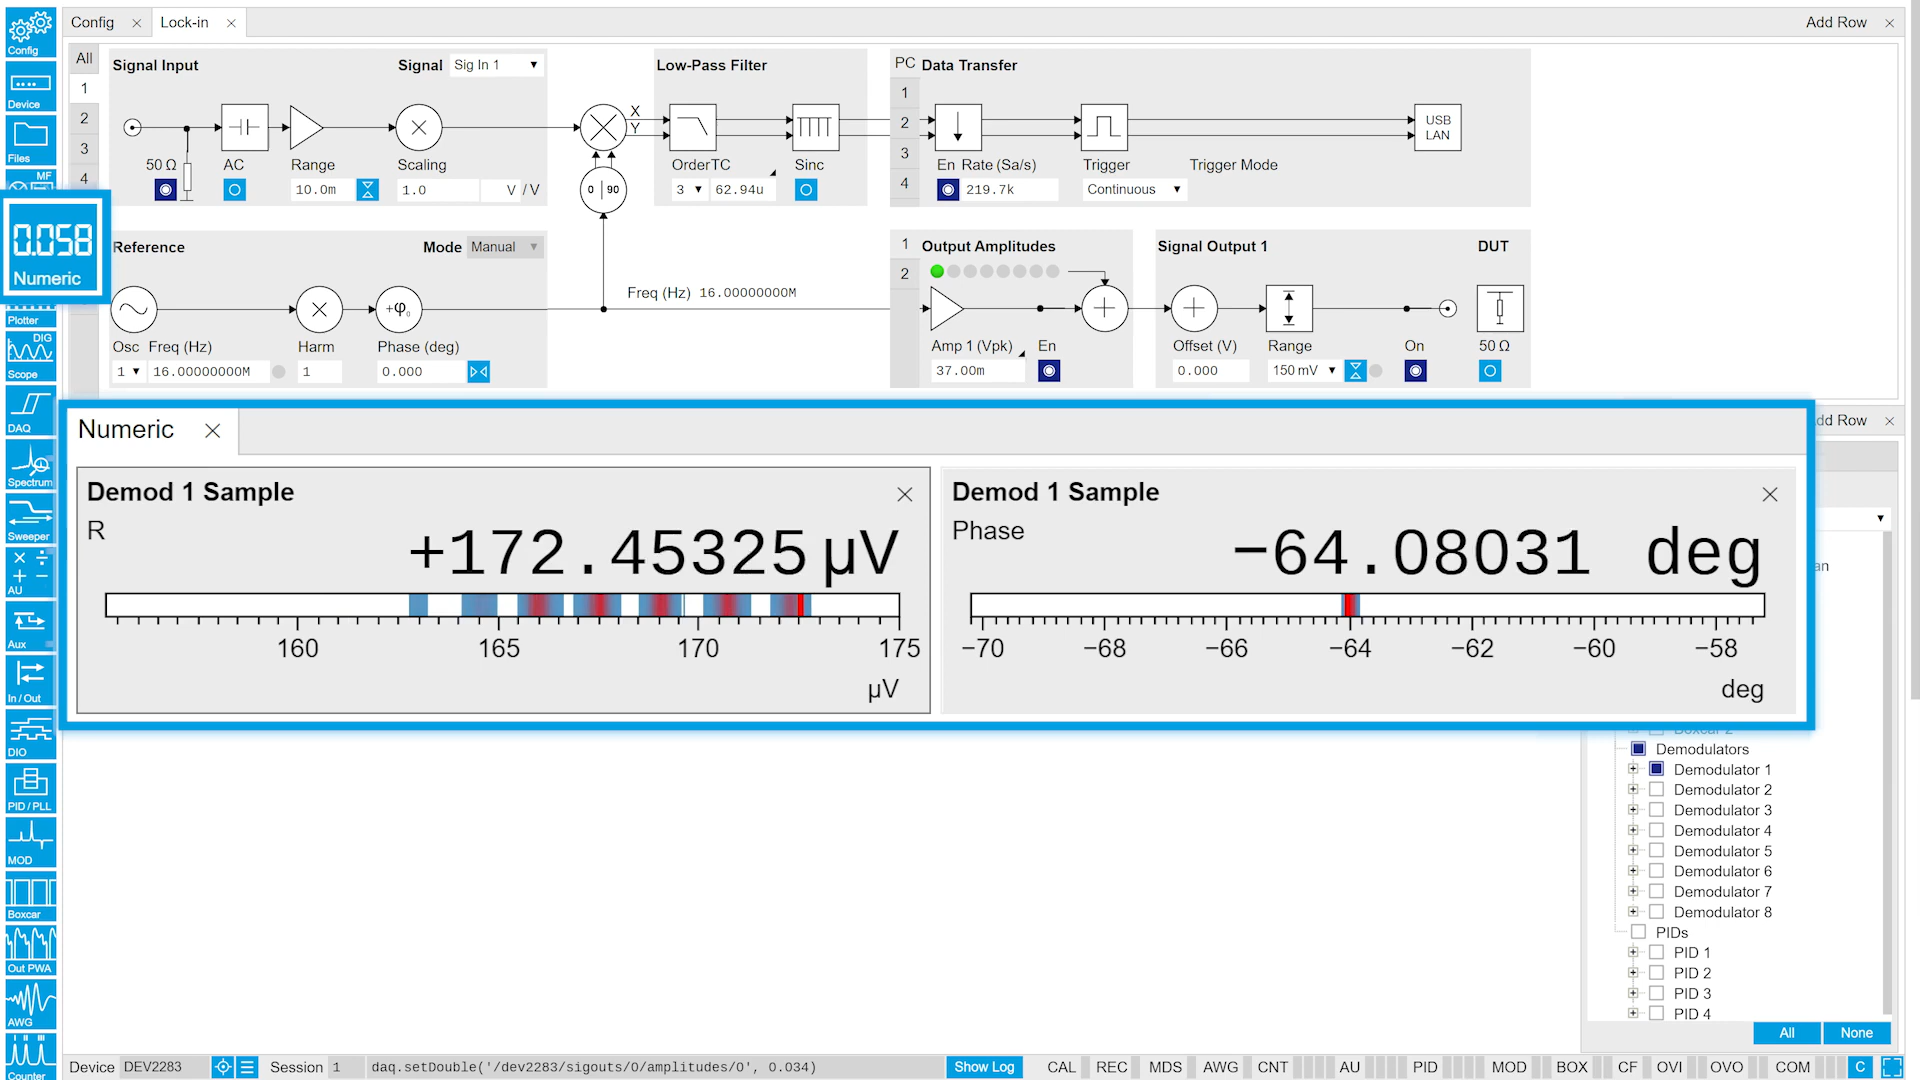 Config
Lock-in
Add Row
All
1
2
3
4
Signal Input
Signal
Sig In 1
50 Ω
AC
Range
10.0m
Scaling
1.0
V / V
X
Y
0 | 90
Low-Pass Filter
Order
TC
3
62.94u
Sinc
PC
Data Transfer
1
2
3
4
En
Rate (Sa/s)
219.7k
Trigger
Continuous
Trigger Mode
USB
LAN
Reference
Mode
Manual
Osc
Freq (Hz)
1
16.00000000M
Harm
1
+φ0
Phase (deg)
0.000
Freq (Hz) 16.00000000M
1
2
Output Amplitudes
Amp 1 (Vpk)
37.00m
En
Signal Output 1
DUT
Offset (V)
0.000
Range
150 mV
On
50 Ω
Config
Device
Files
MF
0.058
Numeric
Plotter
DIG
Scope
DAQ
Spectrum
Sweeper
AU
Aux
In / Out
DIO
PID / PLL
MOD
Boxcar
Out PWA
AWG
Counter
Numeric
dd Row
Demod 1 Sample
R
+172.45325 µV
160
165
170
175
µV
Demod 1 Sample
Phase
−64.08031 deg
−70
−68
−66
−64
−62
−60
−58
deg
an
Boxcar 2
Demodulators
Demodulator 1
Demodulator 2
Demodulator 3
Demodulator 4
Demodulator 5
Demodulator 6
Demodulator 7
Demodulator 8
PIDs
PID 1
PID 2
PID 3
PID 4
All
None
Device DEV2283
Session 1
daq.setDouble('/dev2283/sigouts/0/amplitudes/0', 0.034)
Show Log
CAL
REC
MDS
AWG
CNT
AU
PID
MOD
BOX
CF
OVI
OVO
COM
C